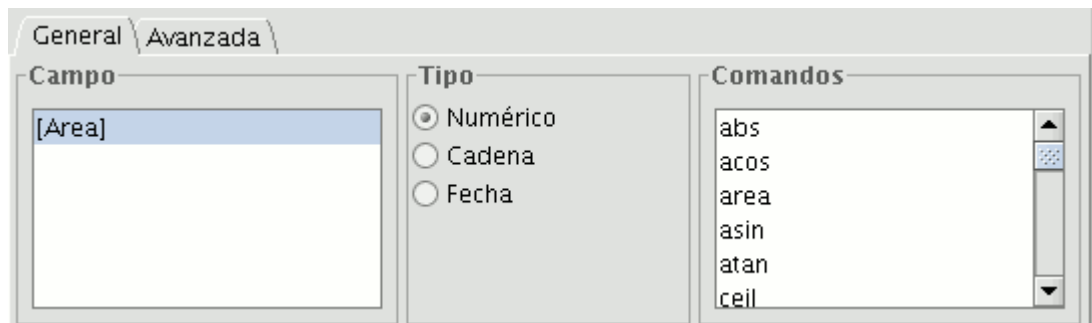 General Avanzada
Campo Tipo Comandos
[Area]
Numérico
Cadena
Fecha
abs
acos
area
asin
atan
ceil